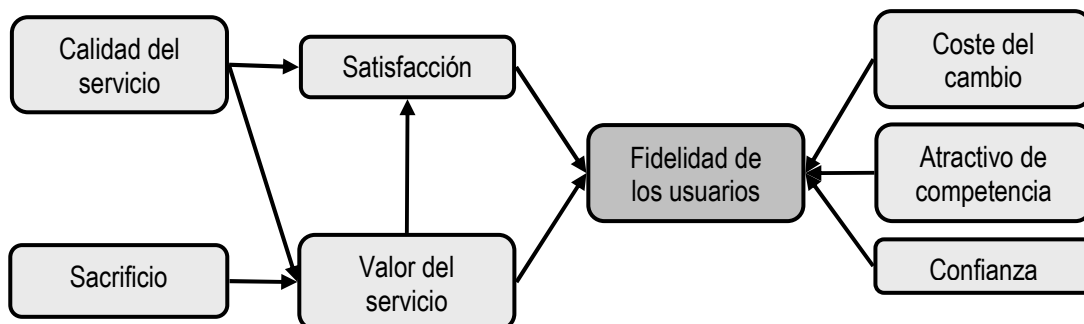 Calidad del
servicio
Satisfacción
Sacrificio
Valor del
servicio
Fidelidad de
los usuarios
Coste del
cambio
Atractivo de
competencia
Confianza